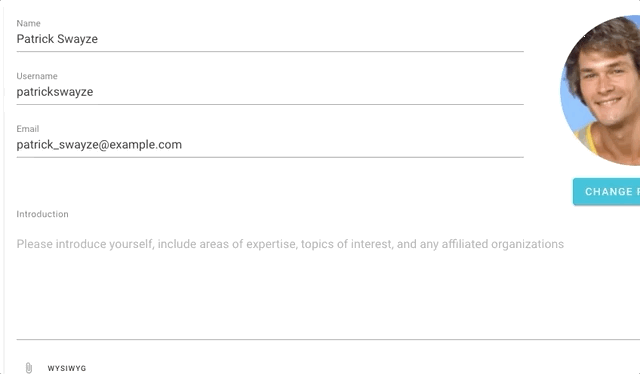 Name
Patrick Swayze
Username
patrickswayze
Email
patrick_swayze@example.com
CHANGE
Introduction
Please introduce yourself, include areas of expertise, topics of interest, and any affiliated organizations
WYSIWYG